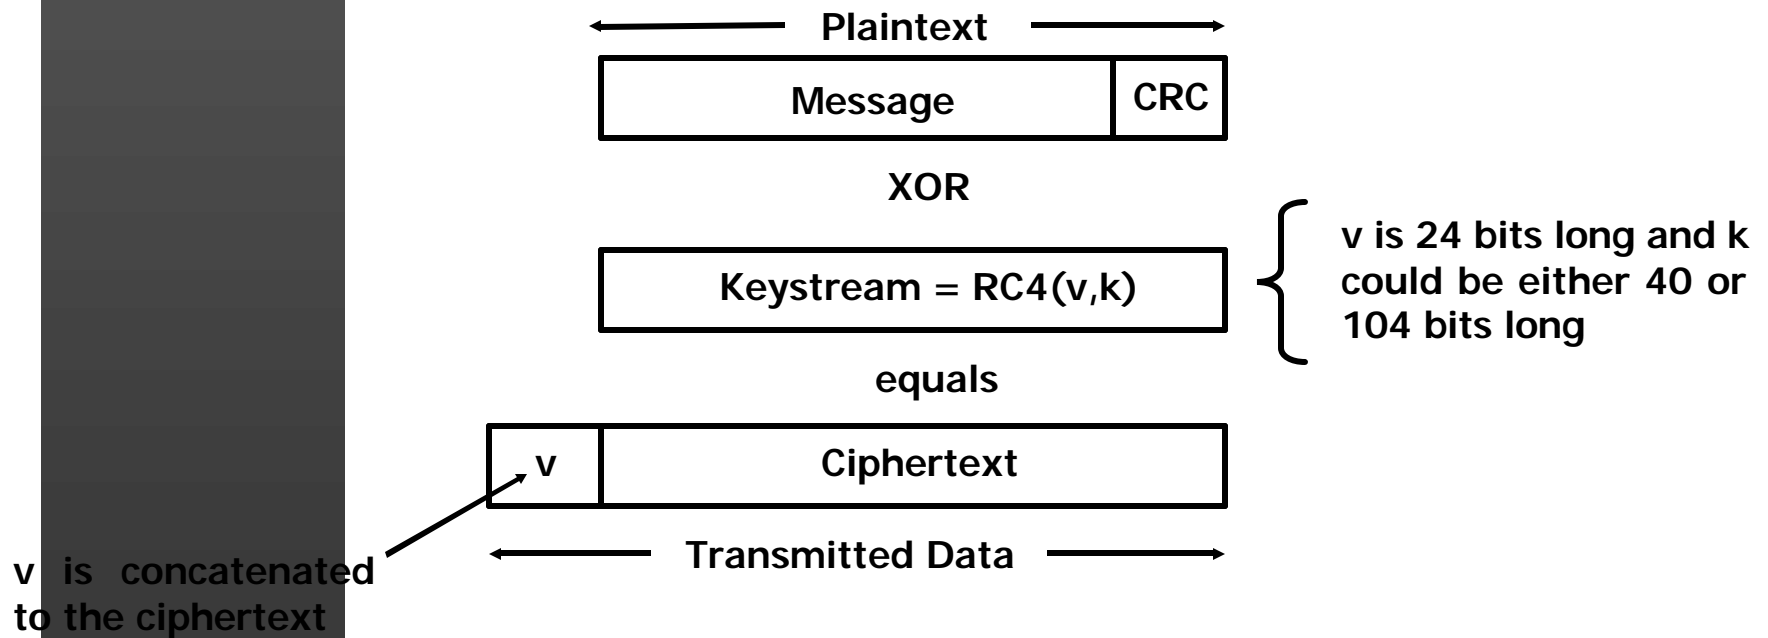 Plaintext
Message CRC
XOR
Keystream = RC4(v,k)
v is 24 bits long and k
could be either 40 or
104 bits long
equals
v Ciphertext
Transmitted Data
v is concatenated
to the ciphertext